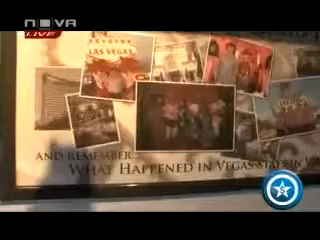 NOVA
LIVE
LAS VEGAS
AND REMEMBER...
WHAT HAPPENED IN VEGAS STAYS IN V